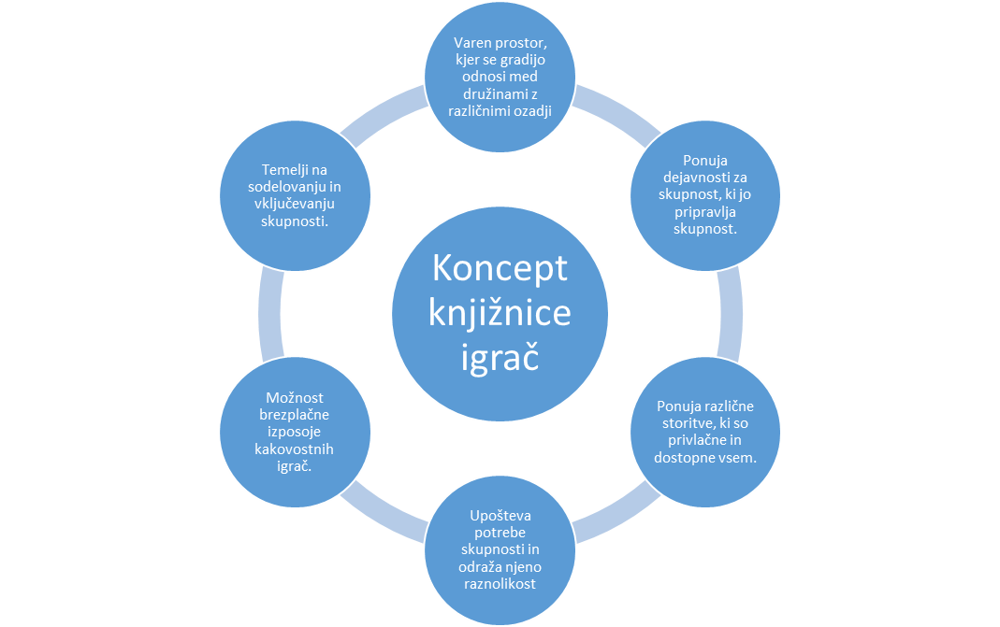 Varen prostor,
kjer se gradijo
odnosi med
družinami z
različnimi ozadji
Ponuja
dejavnosti za
skupnost, ki jo
pripravlja
skupnost.
Ponuja različne
storitve, ki so
privlačne in
dostopne vsem.
Upošteva
potrebe
skupnosti in
odraža njeno
raznolikost
Možnost
brezplačne
izposoje
kakovostnih
igrač.
Temelji na
sodelovanju in
vključevanju
skupnosti.
Koncept
knjižnice
igrač